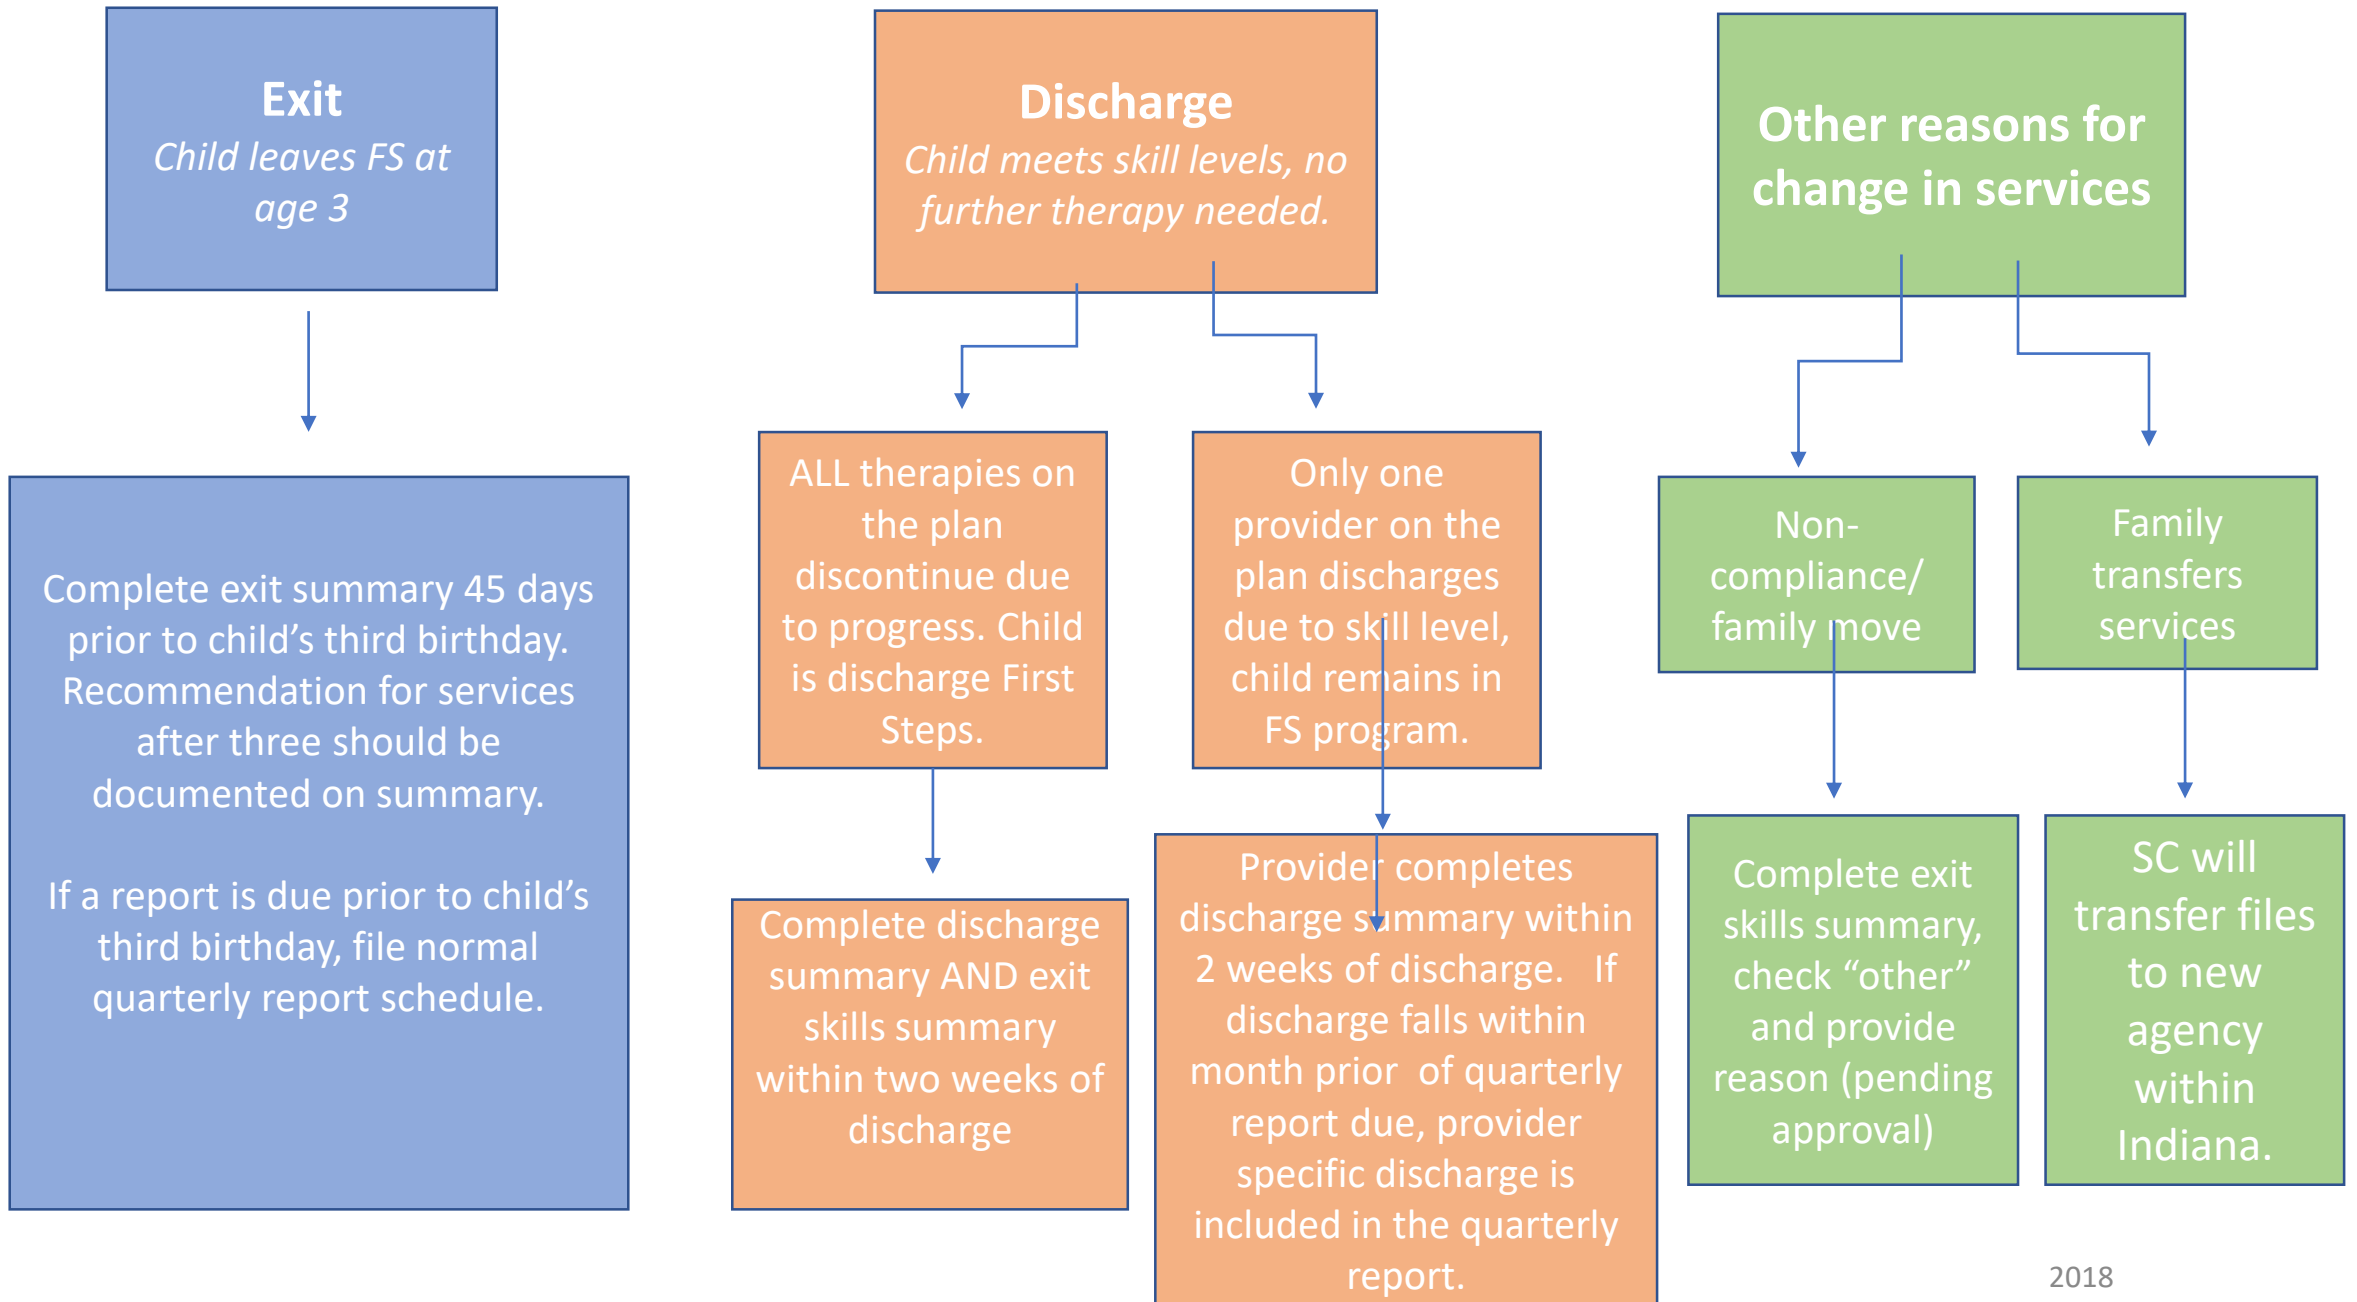 Exit
Child leaves FS at
age 3
Complete exit summary 45 days
prior to child’s third birthday.
Recommendation for services
after three should be
documented on summary.
If a report is due prior to child’s
third birthday, file normal
quarterly report schedule.
Discharge
Child meets skill levels, no
further therapy needed.
ALL therapies on
the plan
discontinue due
to progress. Child
is discharge First
Steps.
Complete discharge
summary AND exit
skills summary
within two weeks of
discharge
Only one
provider on the
plan discharges
due to skill level,
child remains in
FS program.
Provider completes
discharge summary within
2 weeks of discharge.   If
discharge falls within
month prior  of quarterly
report due, provider
specific discharge is
included in the quarterly
report.
Other reasons for
change in services
Non-
compliance/
family move
Complete exit
skills summary,
check “other”
and provide
reason (pending
approval)
Family
transfers
services
SC will
transfer files
to new
agency
within
Indiana.
2018